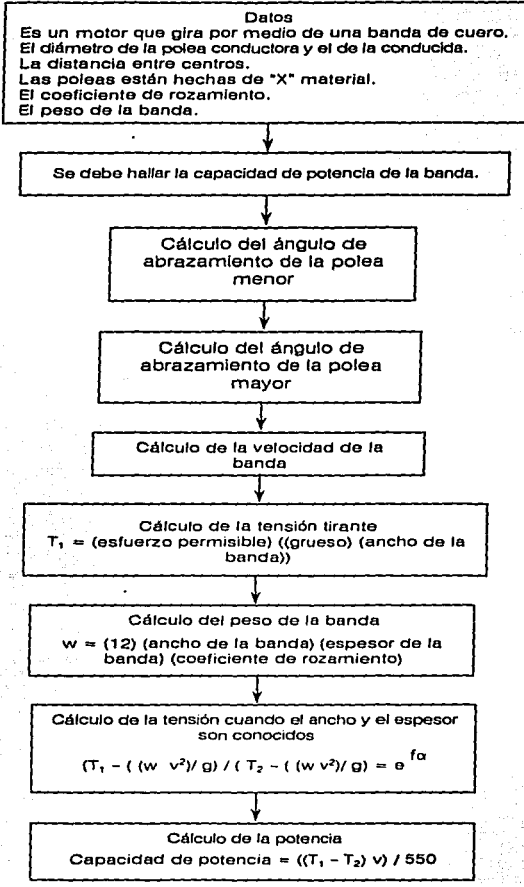 Datos
Es un motor que gira por medio de una banda de cuero.
El diámetro de la polea conductora y el de la conducida.
La distancia entre centros.
Las poleas están hechas de "X" material.
El coeficiente de rozamiento.
El peso de la banda.
Se debe hallar la capacidad de potencia de la banda.
Cálculo del ángulo de
abrazamiento de la polea
menor
Cálculo del ángulo de
abrazamiento de la polea
mayor
Cálculo de la velocidad de la
banda
Cálculo de la tensión tirante
T₁ = (esfuerzo permisible) ((grueso) (ancho de la
banda))
Cálculo del peso de la banda
w = (12) (ancho de la banda) (espesor de la
banda) (coeficiente de rozamiento)
Cálculo de la tensión cuando el ancho y el espesor
son conocidos
(T₁ - ( (w v²)/ g) / ( T₂ - ( (w v²)/ g) = e^fα
Cálculo de la potencia
Capacidad de potencia = ((T₁ - T₂) v) / 550